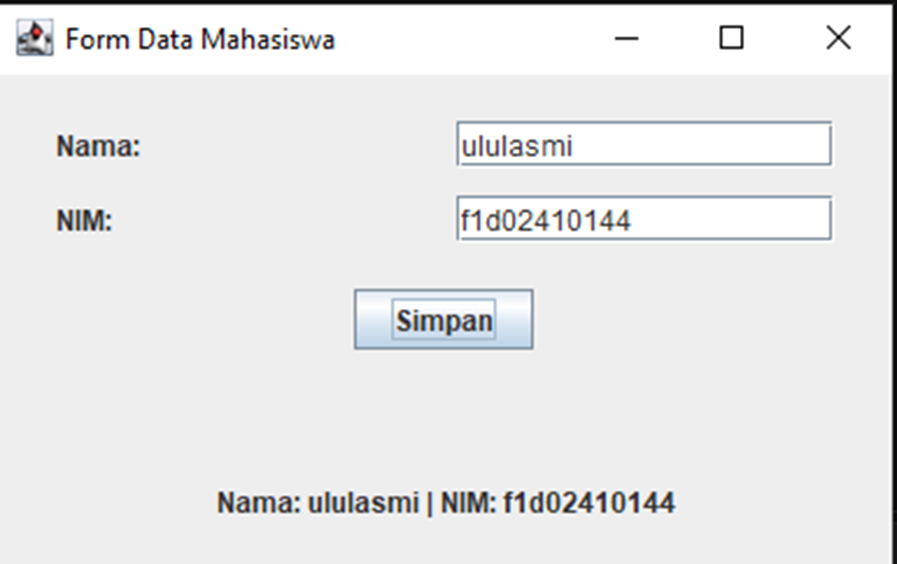 Form Data Mahasiswa
Nama: ululasmi
NIM: f1d02410144
Simpan
Nama: ululasmi | NIM: f1d02410144